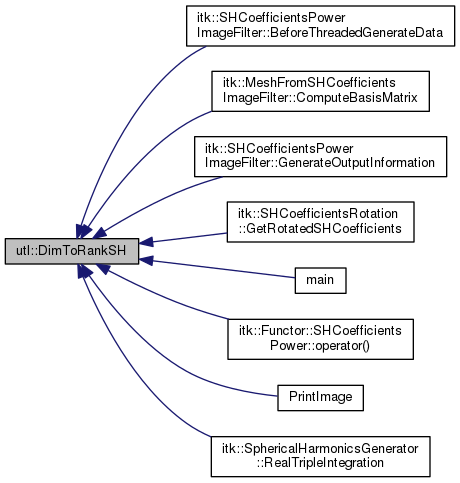 itk::SHCoefficientsPower
ImageFilter::BeforeThreadedGenerateData
itk::MeshFromSHCoefficients
ImageFilter::ComputeBasisMatrix
itk::SHCoefficientsPower
ImageFilter::GenerateOutputInformation
itk::SHCoefficientsRotation
::GetRotatedSHCoefficients
utl::DimToRankSH
main
itk::Functor::SHCoefficients
Power::operator()
PrintImage
itk::SphericalHarmonicsGenerator
::RealTripleIntegration